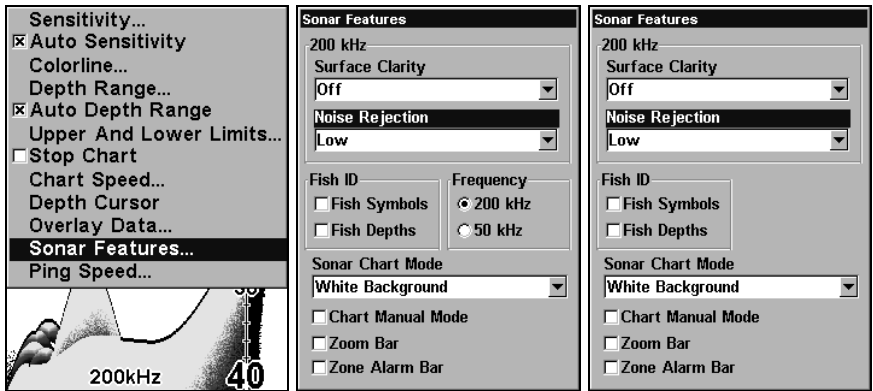 Sensitivity...
Auto Sensitivity
Colorline...
Depth Range...
Auto Depth Range
Upper And Lower Limits...
Stop Chart
Chart Speed...
Depth Cursor
Overlay Data...
Sonar Features...
Ping Speed...
200kHz
40
Sonar Features
200 kHz
Surface Clarity
Off
Noise Rejection
Low
Fish ID
Fish Symbols
Fish Depths
Frequency
200 kHz
50 kHz
Sonar Chart Mode
White Background
Chart Manual Mode
Zoom Bar
Zone Alarm Bar
Sonar Features
200 kHz
Surface Clarity
Off
Noise Rejection
Low
Fish ID
Fish Symbols
Fish Depths
Sonar Chart Mode
White Background
Chart Manual Mode
Zoom Bar
Zone Alarm Bar